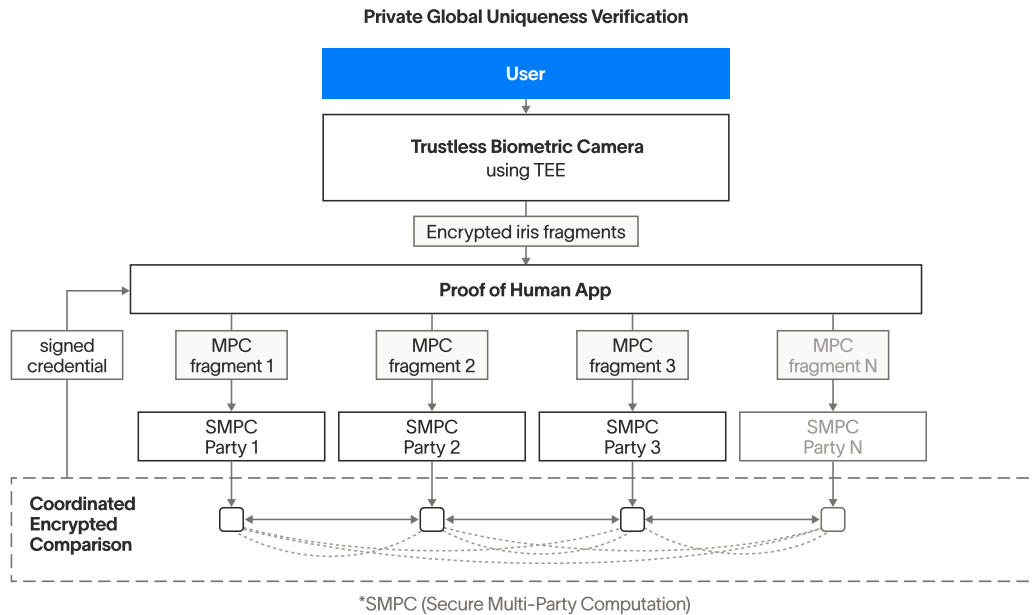 Private Global Uniqueness Verification
User
Trustless Biometric Camera
using TEE
Encrypted iris fragments
Proof of Human App
signed
credential
MPC
fragment 1
MPC
fragment 2
MPC
fragment 3
MPC
fragment N
SMPC
Party 1
SMPC
Party 2
SMPC
Party 3
SMPC
Party N
Coordinated
Encrypted
Comparison
*SMPC (Secure Multi-Party Computation)